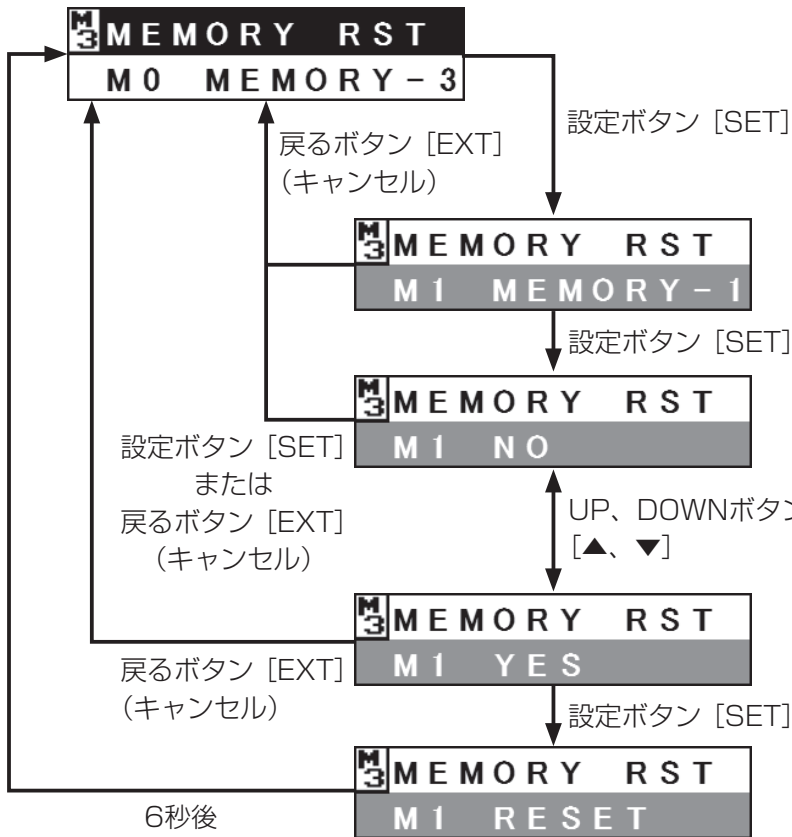 M3 MEMORY RST
M0 MEMORY-3
設定ボタン [SET]
戻るボタン [EXT]
(キャンセル)
M3 MEMORY RST
M1 MEMORY-1
設定ボタン [SET]
M3 MEMORY RST
M1 NO
設定ボタン [SET]
または
戻るボタン [EXT]
(キャンセル)
UP、DOWNボタン
[▲、▼]
M3 MEMORY RST
M1 YES
戻るボタン [EXT]
(キャンセル)
設定ボタン [SET]
M3 MEMORY RST
M1 RESET
6秒後